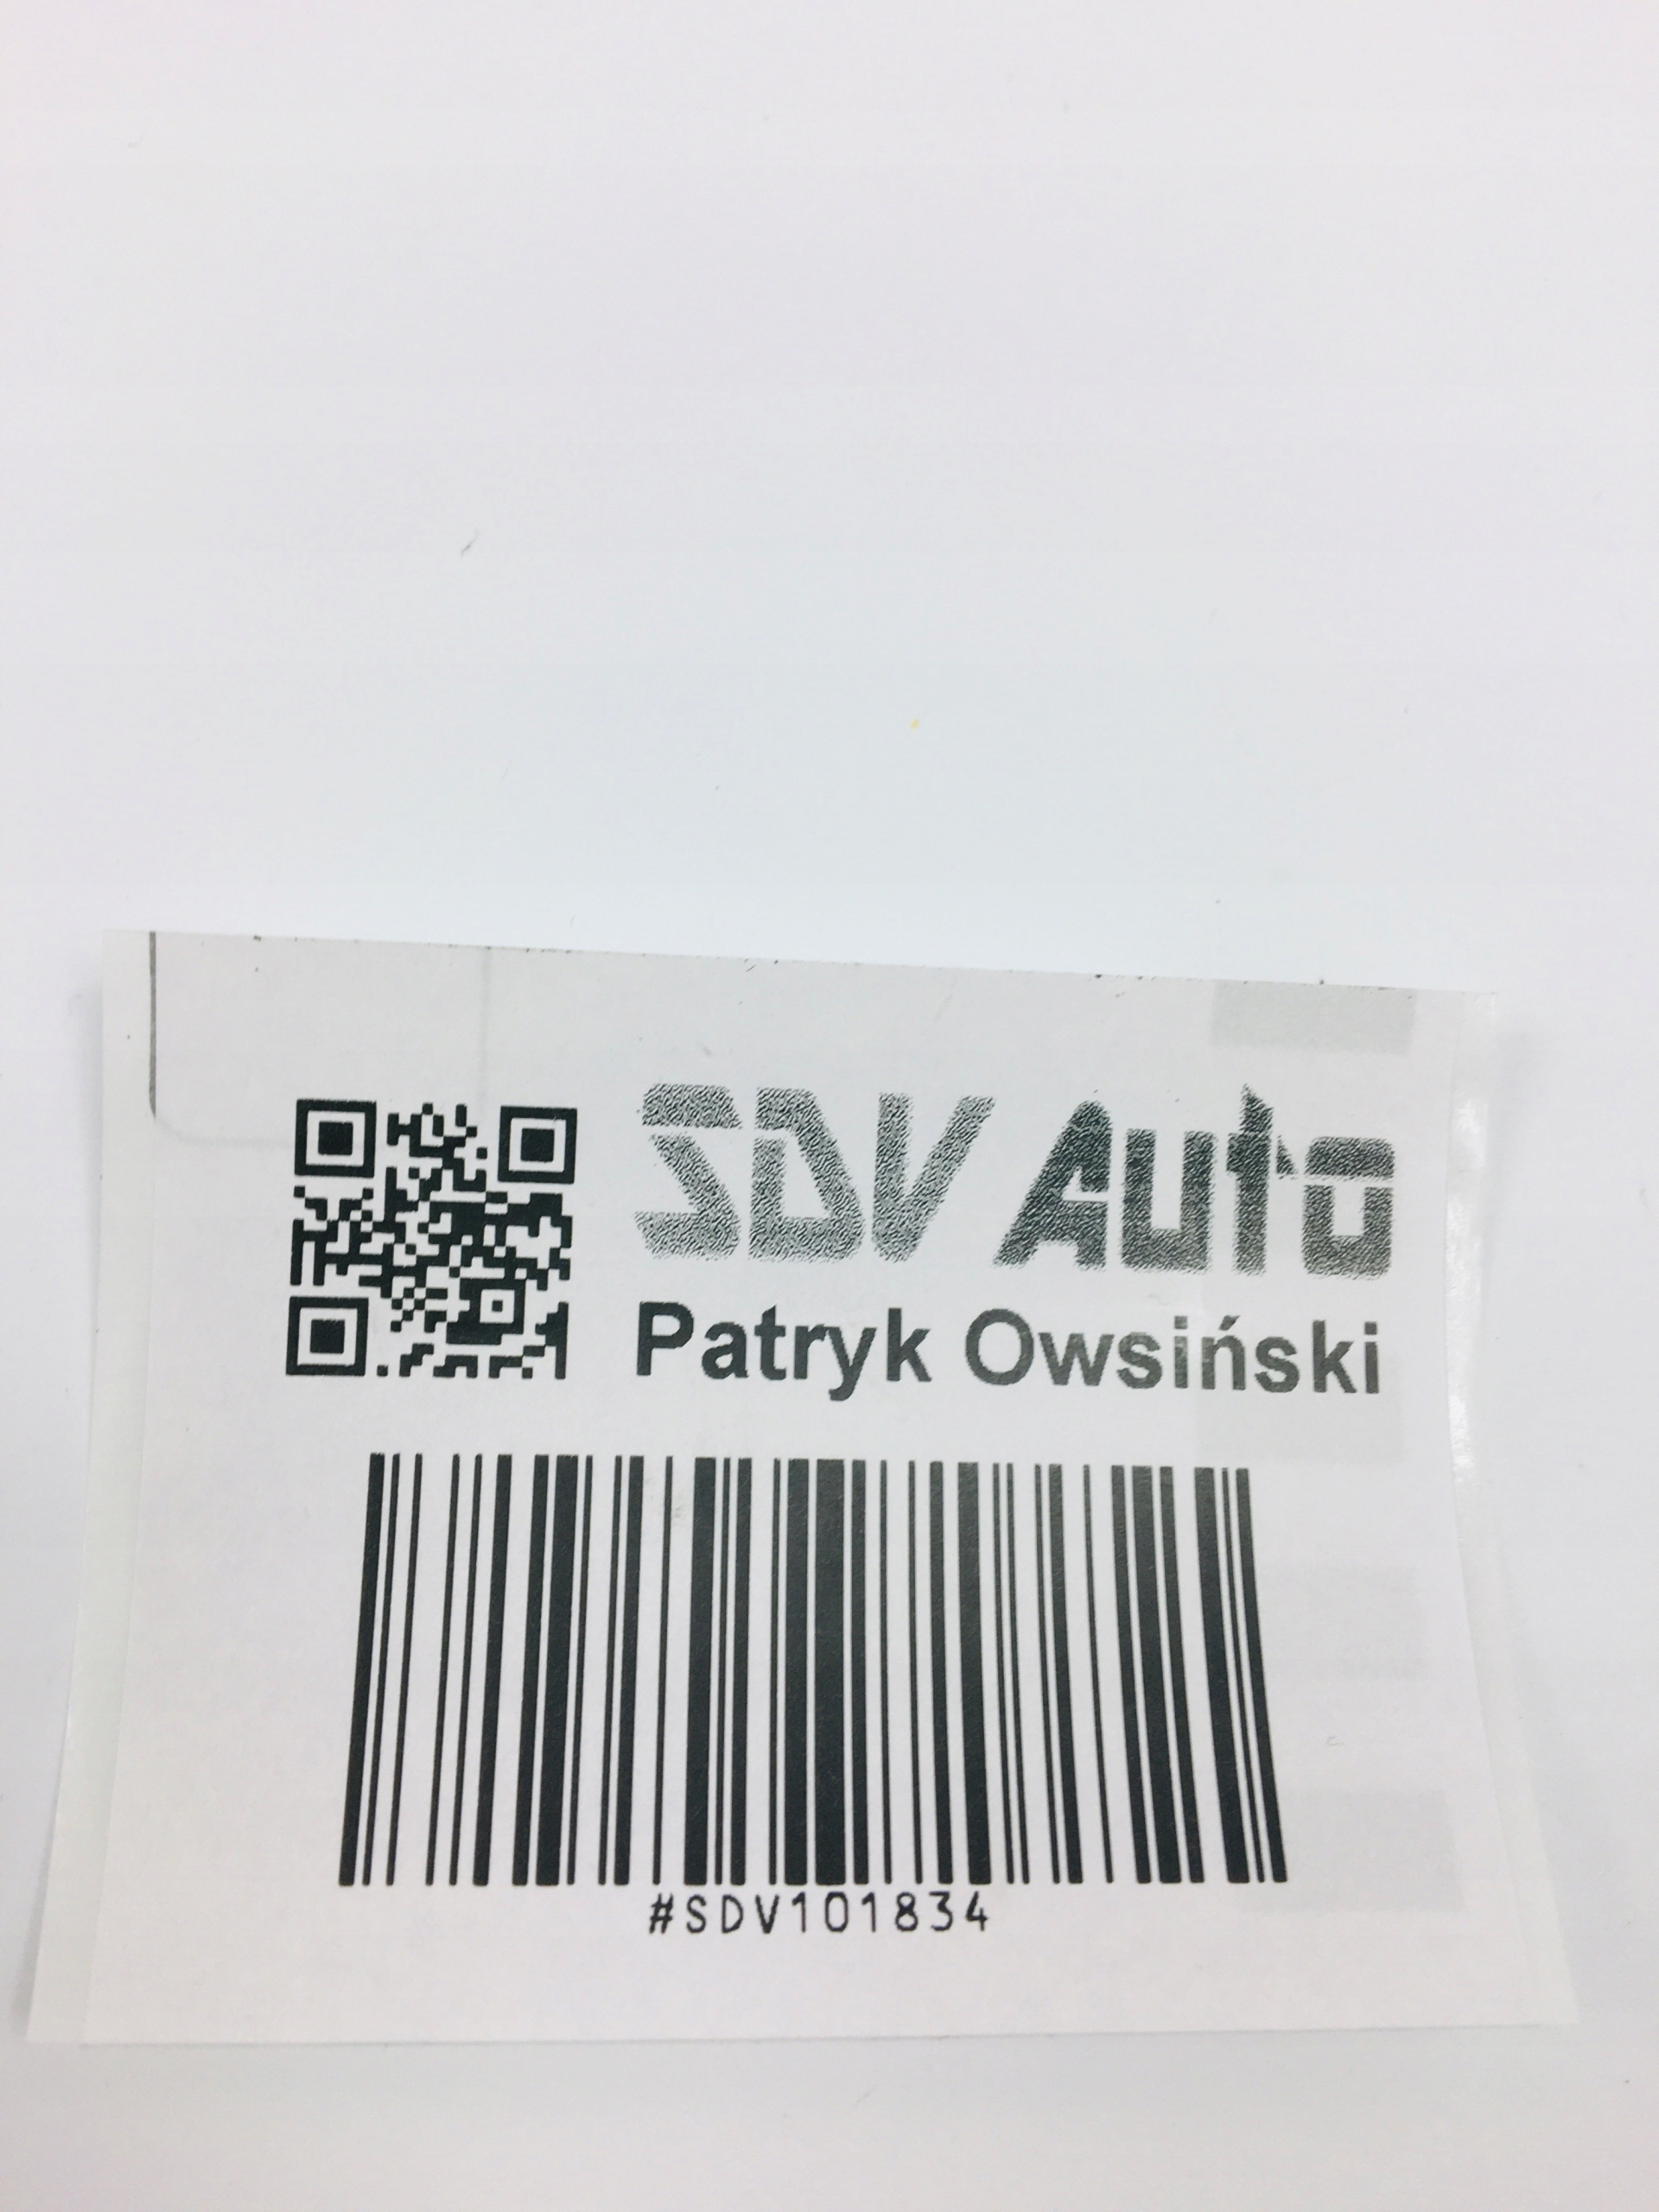 SDV Auto
Patryk Owsiński
#SDV101834